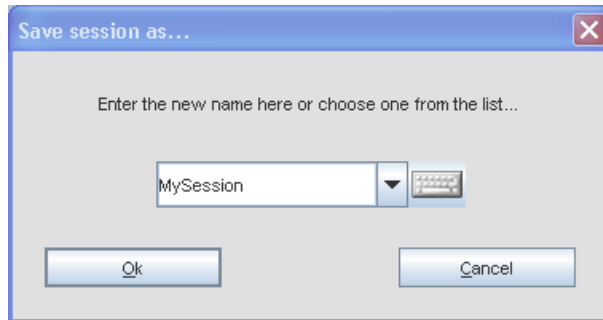 Save session as...
Enter the new name here or choose one from the list...
MySession
Ok
Cancel